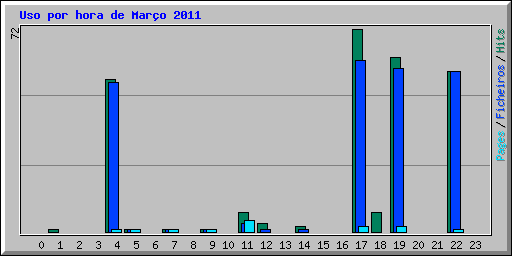 Uso por hora de Março 2011
72
Pages / Ficheiros / Hits
0 1 2 3 4 5 6 7 8 9 10 11 12 13 14 15 16 17 18 19 20 21 22 23